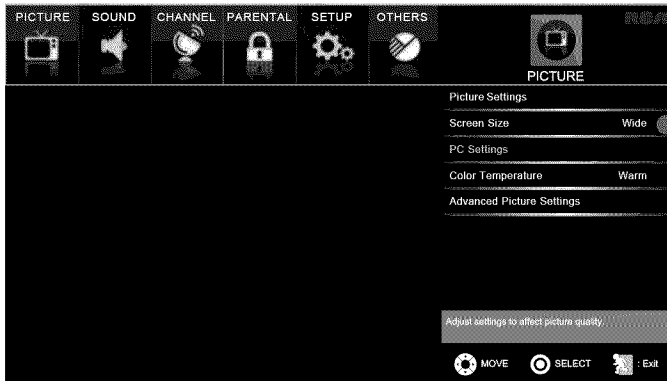 PICTURE SOUND CHANNEL PARENTAL SETUP OTHERS
RCA
PICTURE
Picture Settings
Screen Size Wide
PC Settings
Color Temperature Warm
Advanced Picture Settings
Adjust settings to affect picture quality.
MOVE SELECT : Exit